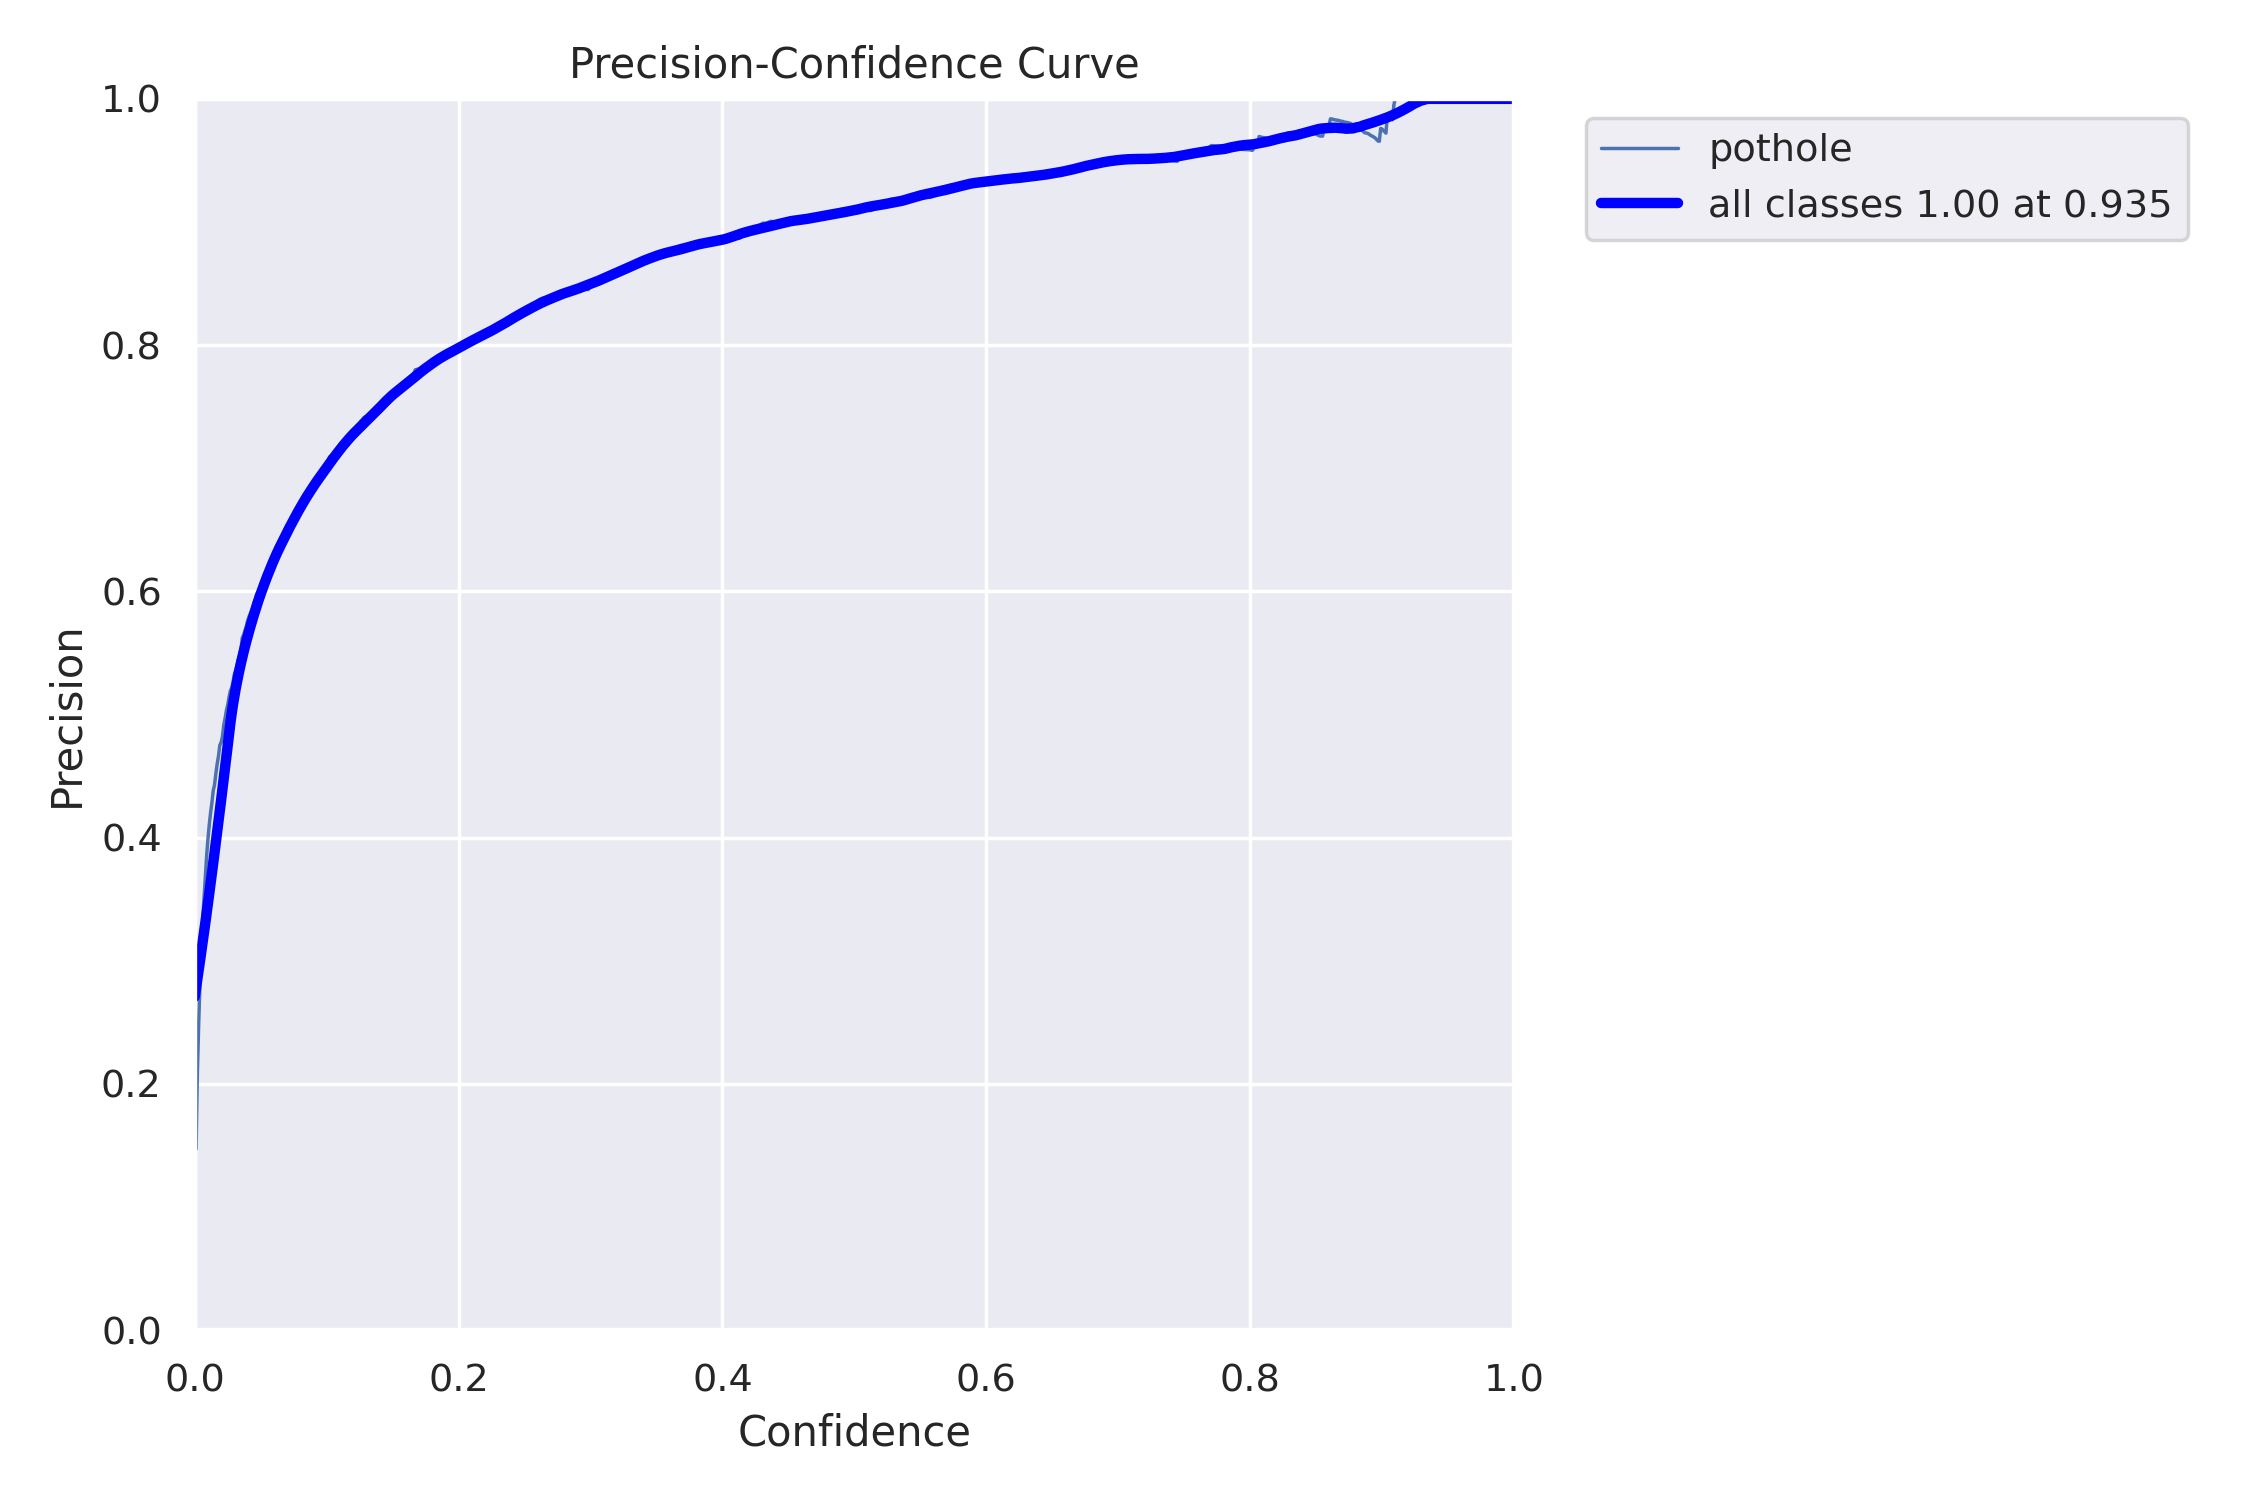 Precision-Confidence Curve
1.0
0.8
0.6
0.4
0.2
0.0
Precision
0.0 0.2 0.4 0.6 0.8 1.0
Confidence
pothole
all classes 1.00 at 0.935